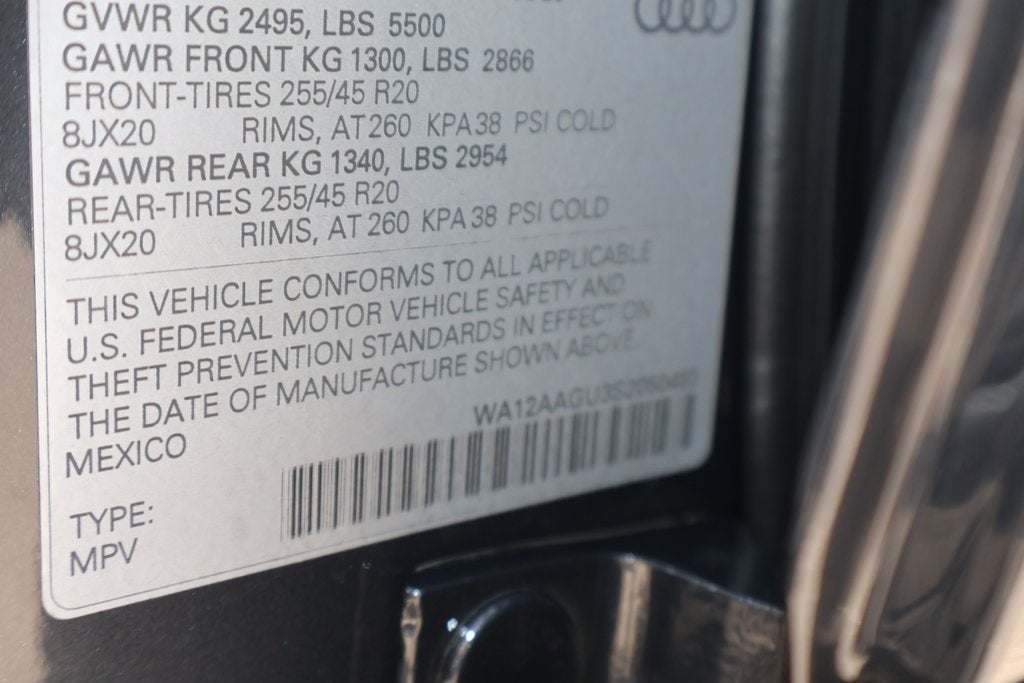 GVWR KG 2495, LBS 5500
GAWR FRONT KG 1300, LBS 2866
FRONT-TIRES 255/45 R20
8JX20 RIMS, AT 260 KPA 38 PSI COLD
GAWR REAR KG 1340, LBS 2954
REAR-TIRES 255/45 R20
8JX20 RIMS, AT 260 KPA 38 PSI COLD
THIS VEHICLE CONFORMS TO ALL APPLICABLE
U.S. FEDERAL MOTOR VEHICLE SAFETY AND
THEFT PREVENTION STANDARDS IN EFFECT ON
THE DATE OF MANUFACTURE SHOWN ABOVE.
MEXICO
TYPE:
MPV